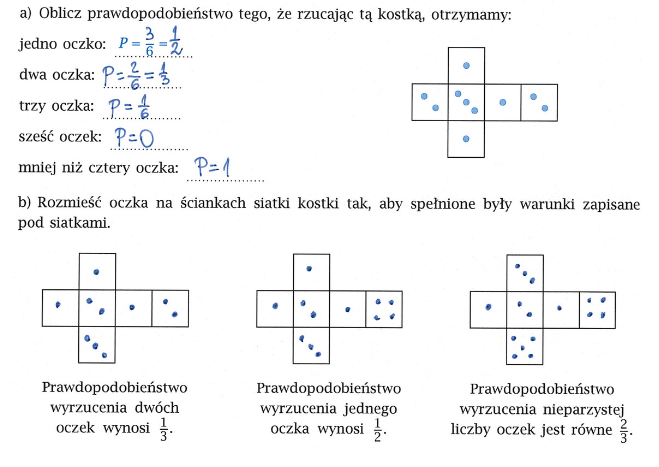 a) Oblicz prawdopodobieństwo tego, że rzucając tą kostką, otrzymamy:
jedno oczko: P = 3/6 = 1/2
dwa oczka: P = 2/6 = 1/3
trzy oczka: P = 1/6
sześć oczek: P = 0
mniej niż cztery oczka: P = 1
b) Rozmieść oczka na ściankach siatki kostki tak, aby spełnione były warunki zapisane
pod siatkami.
Prawdopodobieństwo
wyrzucenia dwóch
oczek wynosi 1/3.
Prawdopodobieństwo
wyrzucenia jednego
oczka wynosi 1/2.
Prawdopodobieństwo
wyrzucenia nieparzystej
liczby oczek jest równe 2/3.